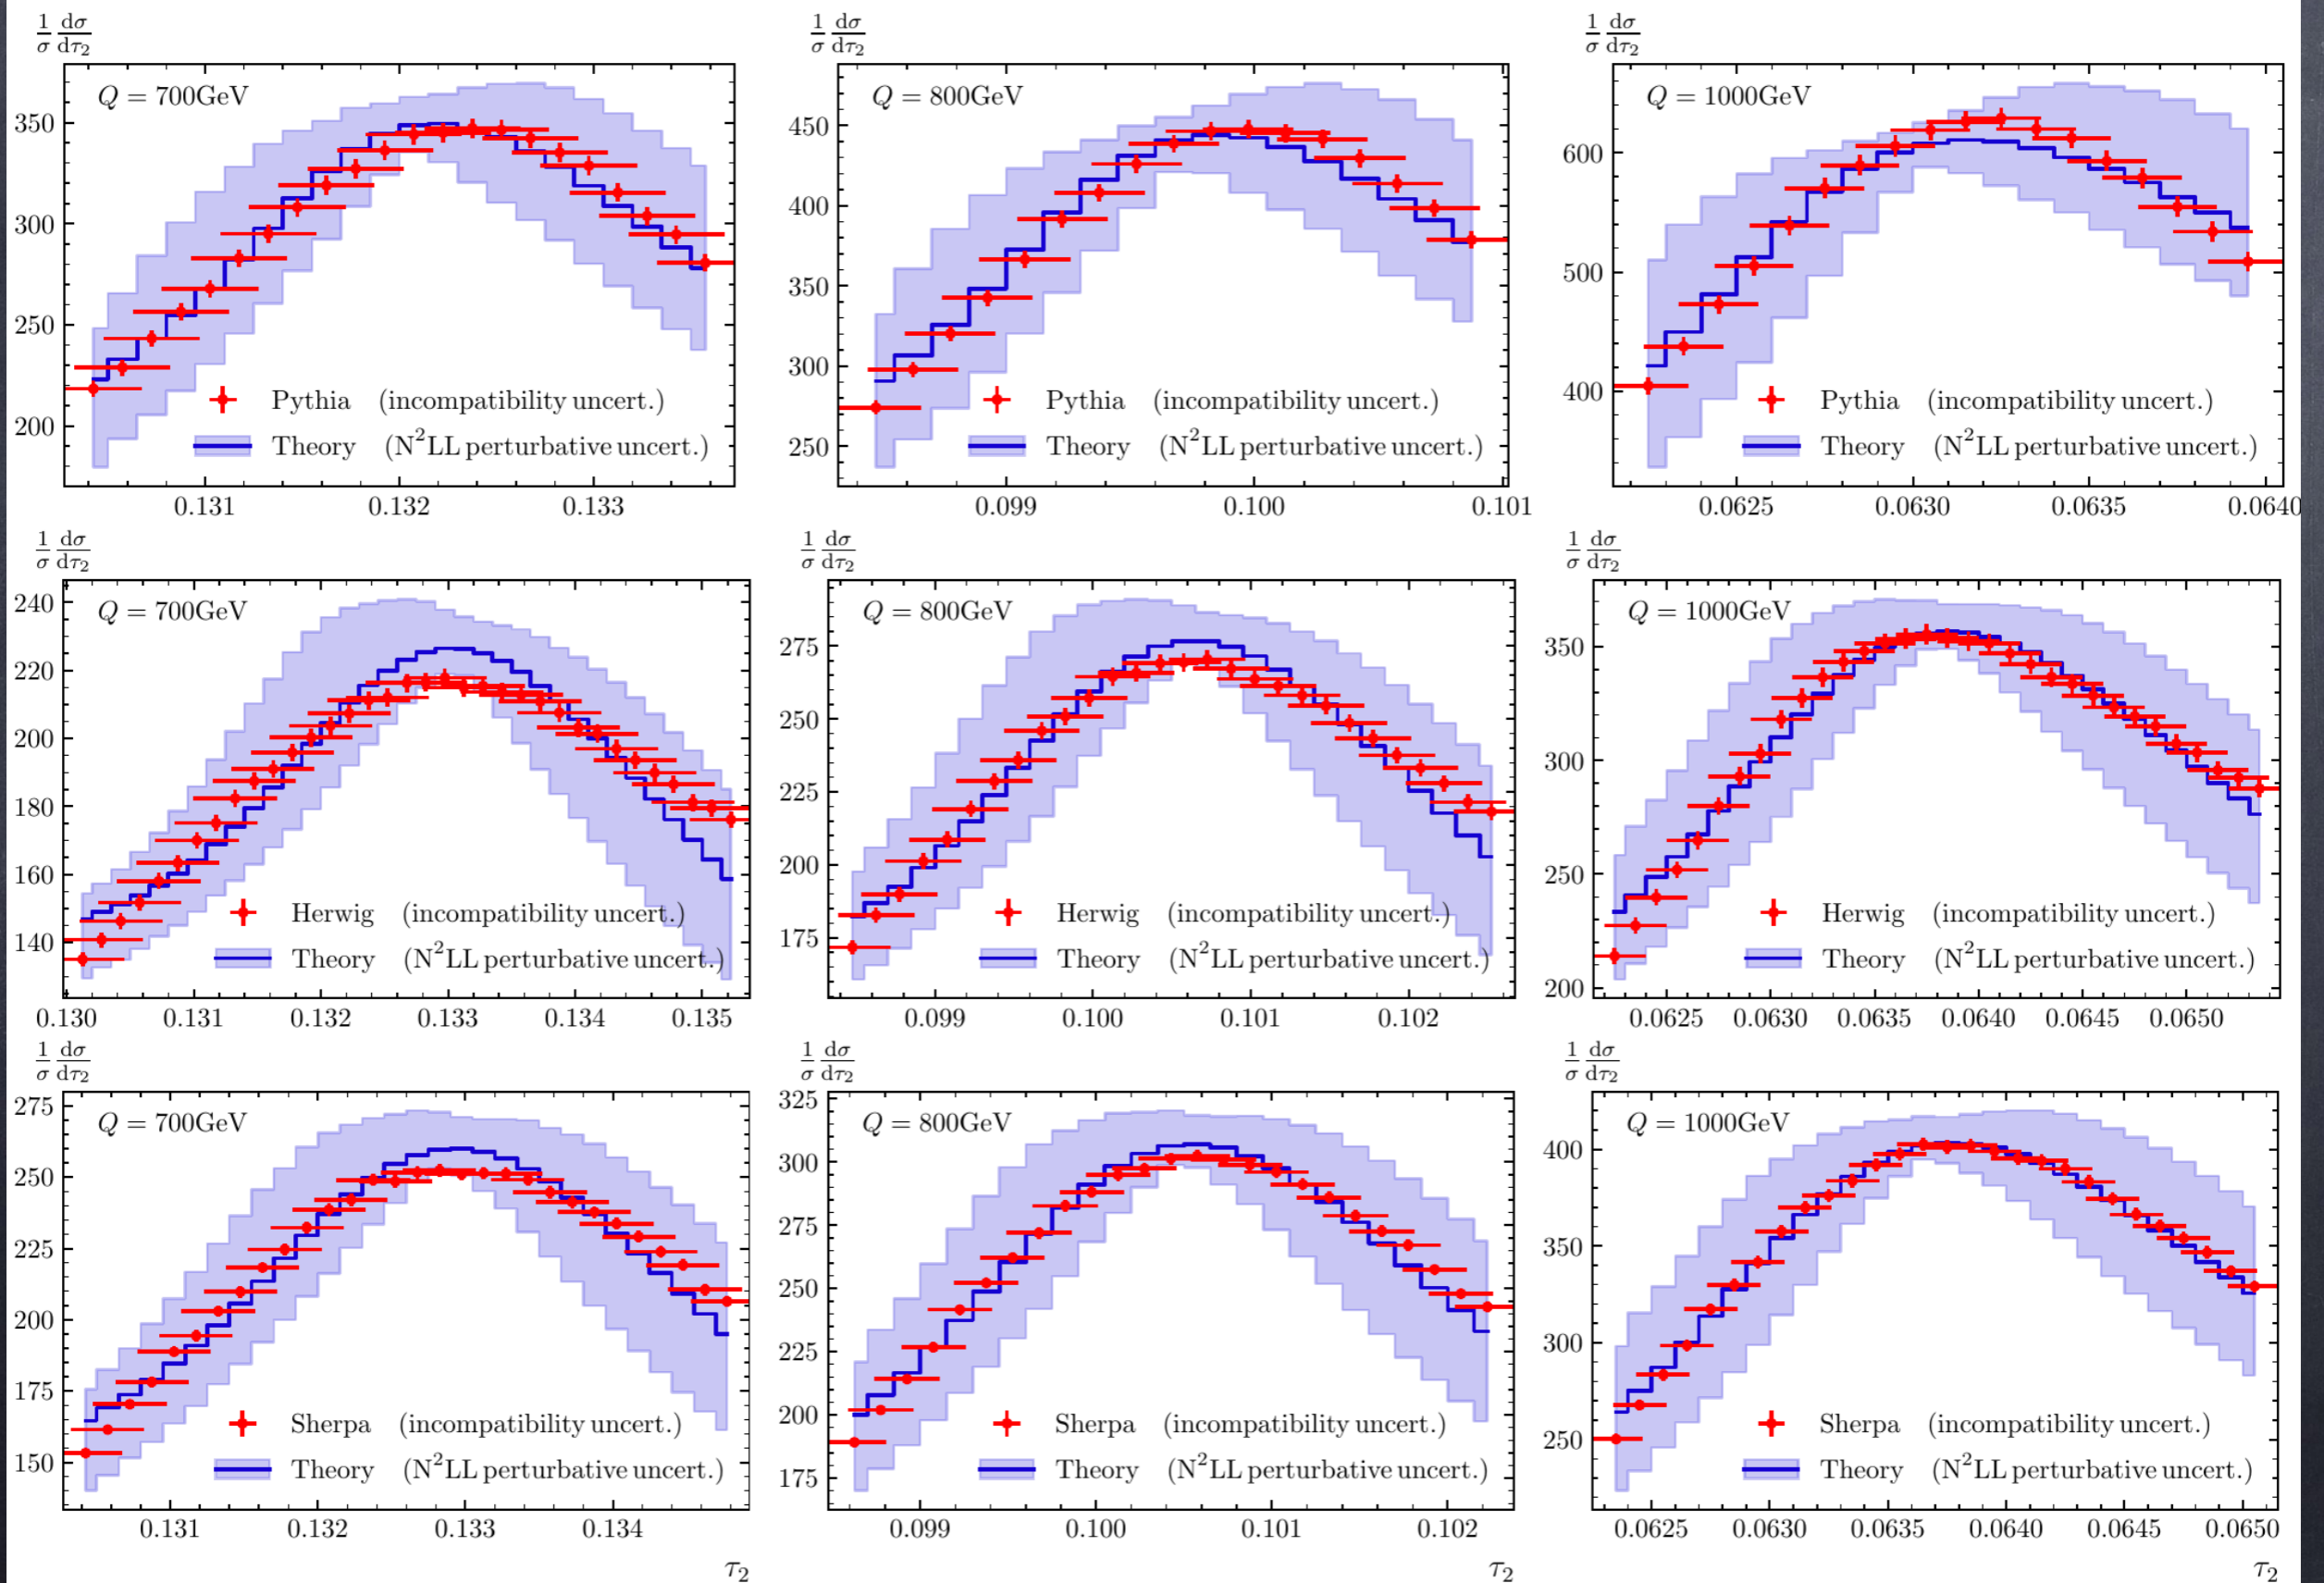 1/σ dσ/dτ₂ 1/σ dσ/dτ₂ 1/σ dσ/dτ₂
Q = 700GeV
350
300
250
200
Pythia (incompatibility uncert.)
Theory (N²LL perturbative uncert.)
0.131 0.132 0.133
Q = 800GeV
450
400
350
300
250
Pythia (incompatibility uncert.)
Theory (N²LL perturbative uncert.)
0.099 0.100 0.101
Q = 1000GeV
600
500
400
Pythia (incompatibility uncert.)
Theory (N²LL perturbative uncert.)
0.0625 0.0630 0.0635 0.0640
1/σ dσ/dτ₂ 1/σ dσ/dτ₂ 1/σ dσ/dτ₂
Q = 700GeV
240
220
200
180
160
140
Herwig (incompatibility uncert.)
Theory (N²LL perturbative uncert.)
0.130 0.131 0.132 0.133 0.134 0.135
Q = 800GeV
275
250
225
200
175
Herwig (incompatibility uncert.)
Theory (N²LL perturbative uncert.)
0.099 0.100 0.101 0.102
Q = 1000GeV
350
300
250
200
Herwig (incompatibility uncert.)
Theory (N²LL perturbative uncert.)
0.0625 0.0630 0.0635 0.0640 0.0645 0.0650
1/σ dσ/dτ₂ 1/σ dσ/dτ₂ 1/σ dσ/dτ₂
Q = 700GeV
275
250
225
200
175
150
Sherpa (incompatibility uncert.)
Theory (N²LL perturbative uncert.)
0.131 0.132 0.133 0.134
τ₂
Q = 800GeV
325
300
275
250
225
200
175
Sherpa (incompatibility uncert.)
Theory (N²LL perturbative uncert.)
0.099 0.100 0.101 0.102
τ₂
Q = 1000GeV
400
350
300
250
Sherpa (incompatibility uncert.)
Theory (N²LL perturbative uncert.)
0.0625 0.0630 0.0635 0.0640 0.0645 0.0650
τ₂